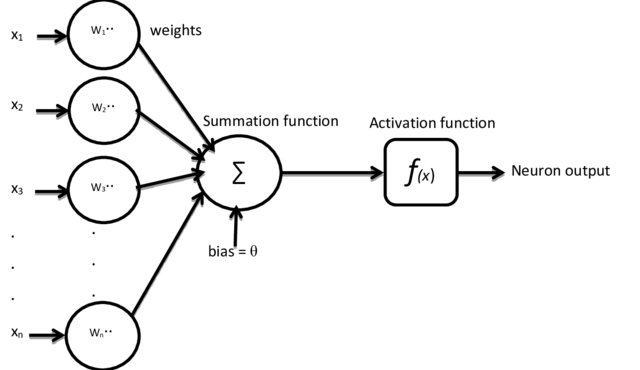 x1 W1.. weights
x2 W2.. Summation function Activation function
x3 W3.. Σ f(x) Neuron output
. .
. . bias = θ
. .
xn Wn..